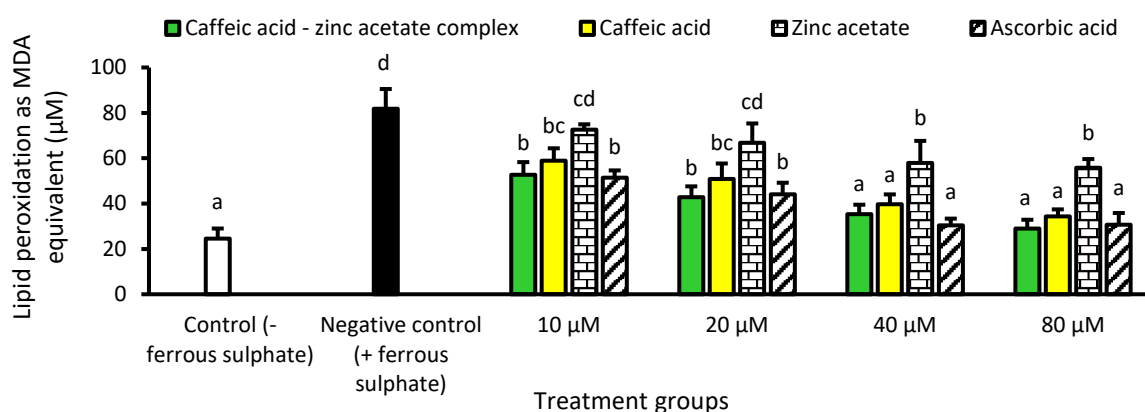 Caffeic acid - zinc acetate complex Caffeic acid Zinc acetate Ascorbic acid
Lipid peroxidation as MDA
equivalent (µM)
100
80
60
40
20
0
a
d
b bc cd b
b bc cd b
a a b a
a a b a
Control (-
ferrous sulphate)
Negative control
(+ ferrous
sulphate)
10 µM
20 µM
40 µM
80 µM
Treatment groups